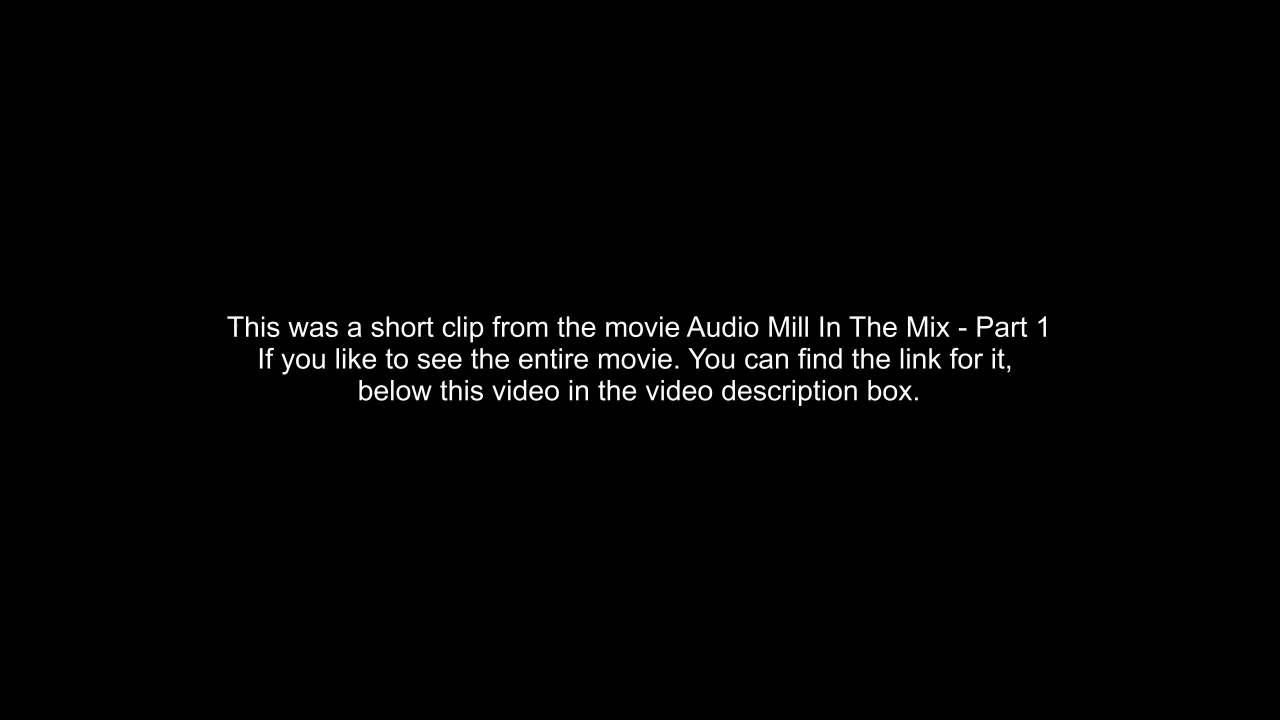 This was a short clip from the movie Audio Mill In The Mix - Part 1
If you like to see the entire movie. You can find the link for it,
below this video in the video description box.